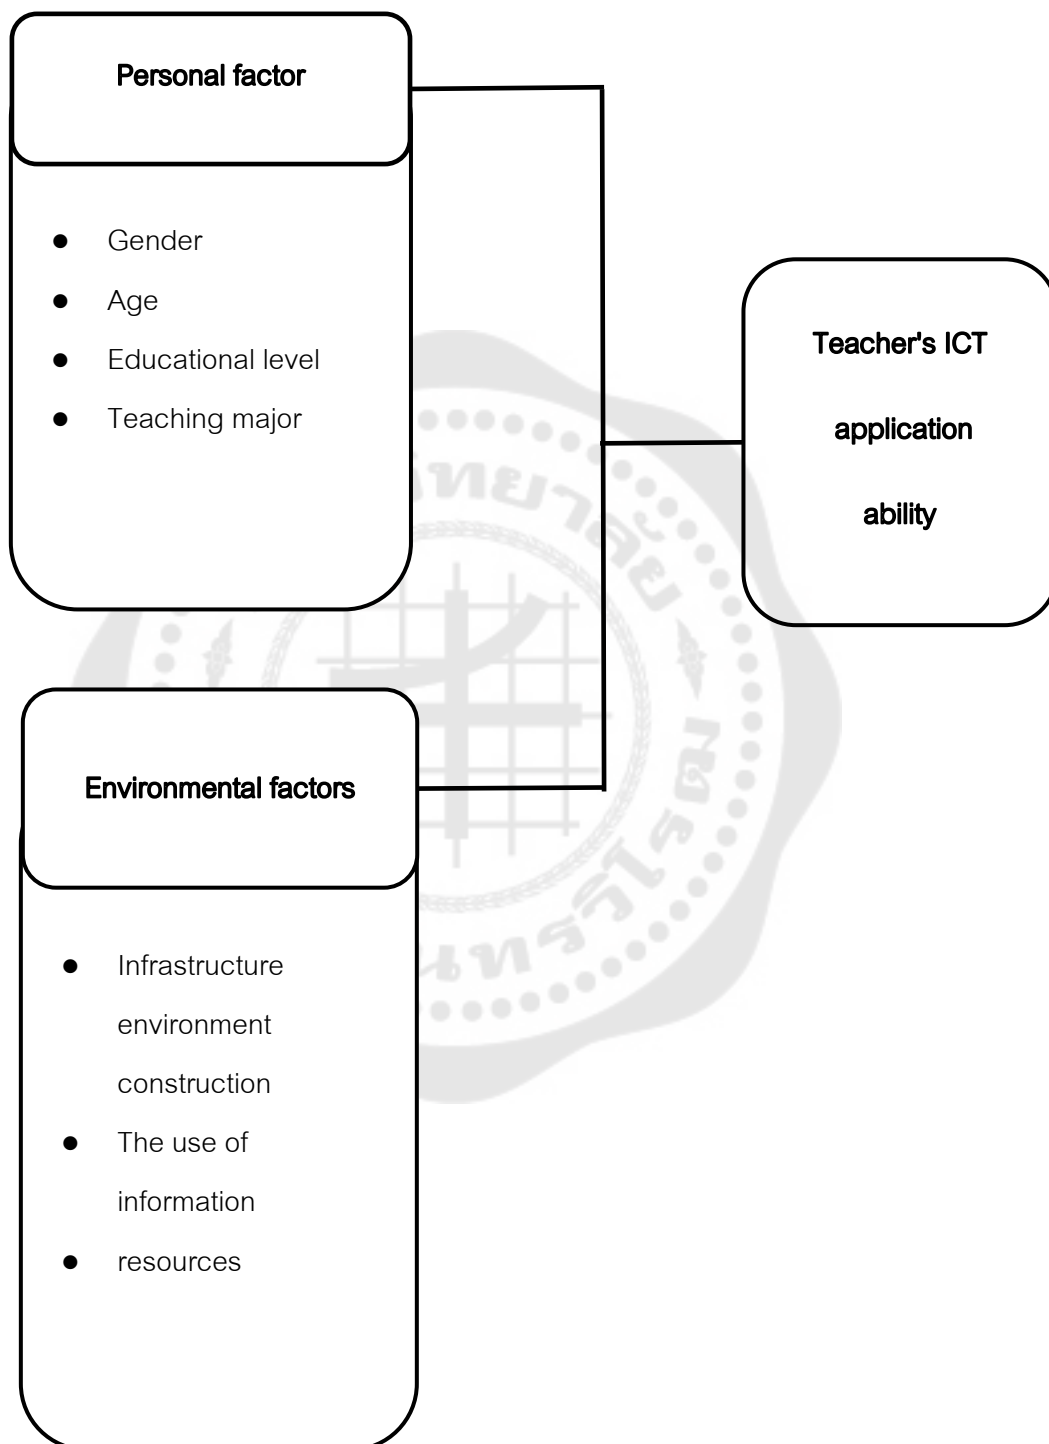 Personal factor
● Gender
● Age
● Educational level
● Teaching major
Teacher's ICT
application
ability
Environmental factors
● Infrastructure
environment
construction
● The use of
information
● resources